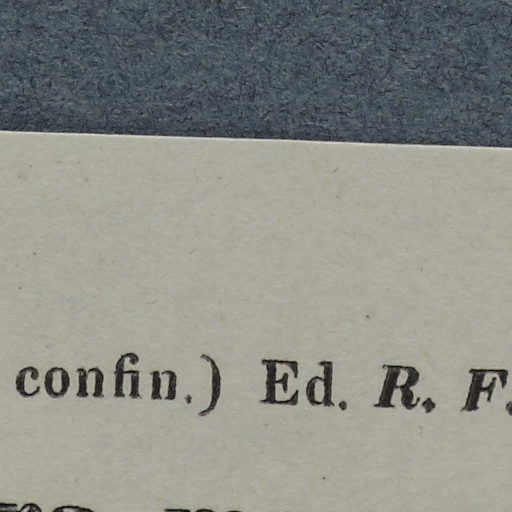 confin.) Ed. R. F.